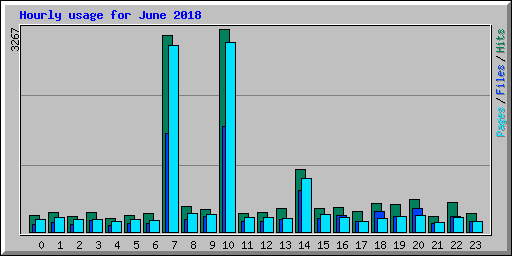 Hourly usage for June 2018
3267
Pages / Files / Hits
0 1 2 3 4 5 6 7 8 9 10 11 12 13 14 15 16 17 18 19 20 21 22 23